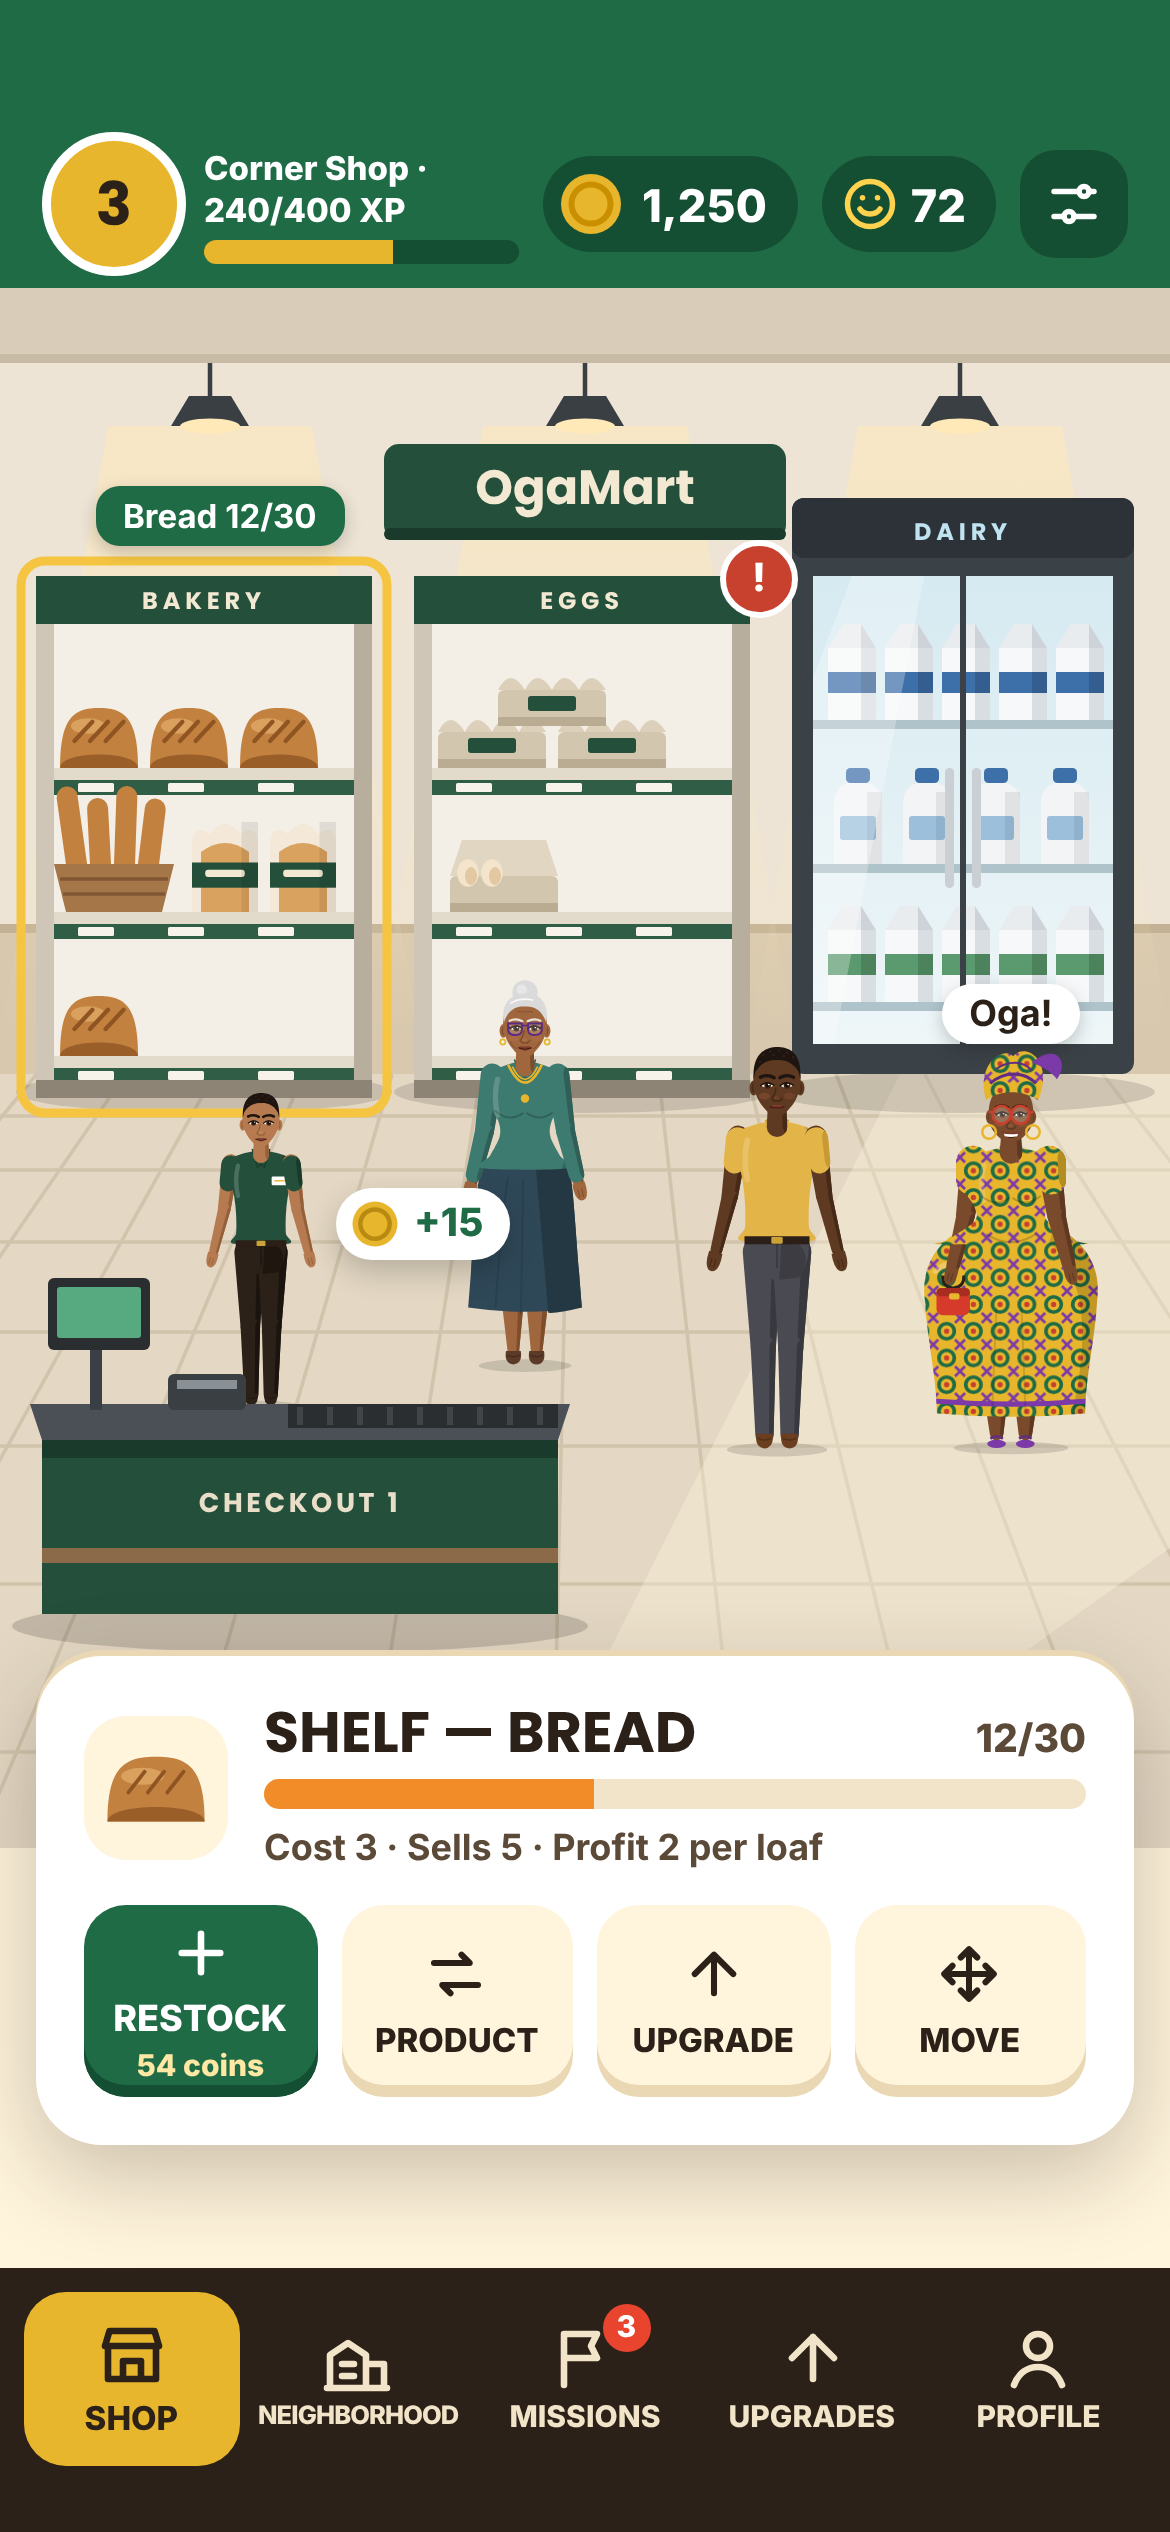 3
Corner Shop ·
240/400 XP
1,250
72
OgaMart
Bread 12/30
DAIRY
!
BAKERY
EGGS
Oga!
+15
CHECKOUT 1
SHELF — BREAD
12/30
Cost 3 · Sells 5 · Profit 2 per loaf
RESTOCK
54 coins
PRODUCT
UPGRADE
MOVE
3
SHOP
NEIGHBORHOOD
MISSIONS
UPGRADES
PROFILE